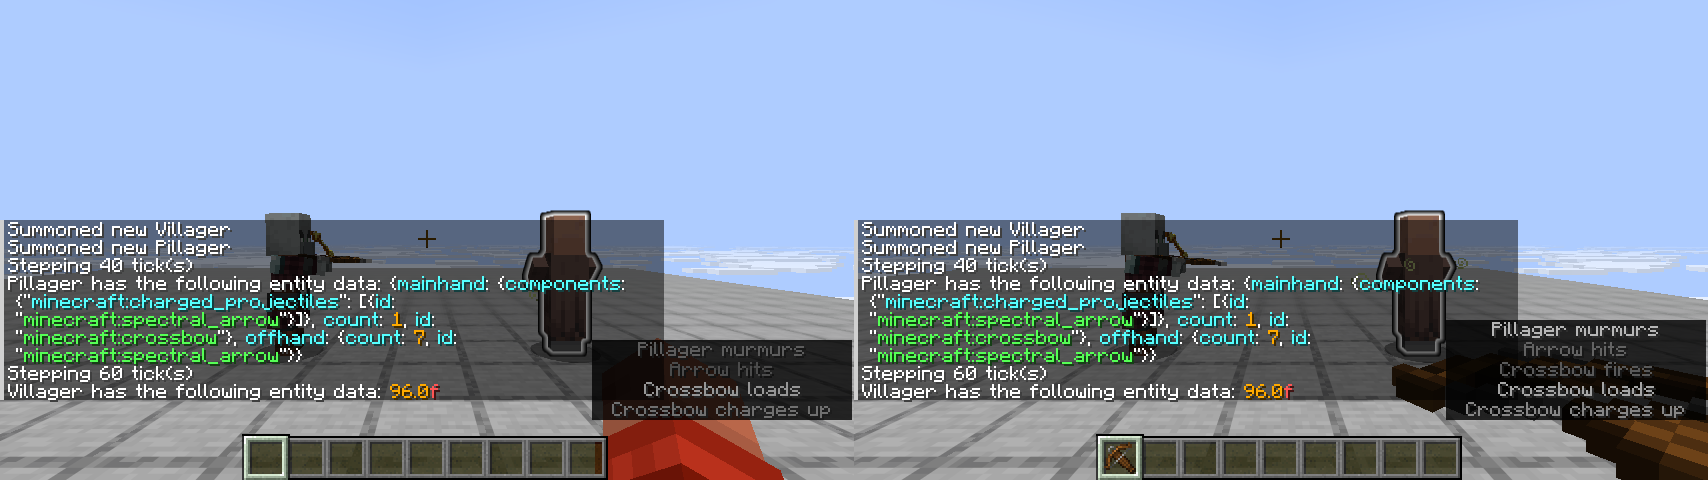 Summoned new Villager
Summoned new Pillager
Stepping 40 tick(s)
Pillager has the following entity data: {mainhand: {components:
{"minecraft:charged_projectiles": [{id:
"minecraft:spectral_arrow"}]}, count: 1, id:
"minecraft:crossbow"}, offhand: {count: 7, id:
"minecraft:spectral_arrow"}}
Stepping 60 tick(s)
Villager has the following entity data: 96.0f
Pillager murmurs
Arrow hits
Crossbow loads
Crossbow charges up
Summoned new Villager
Summoned new Pillager
Stepping 40 tick(s)
Pillager has the following entity data: {mainhand: {components:
{"minecraft:charged_projectiles": [{id:
"minecraft:spectral_arrow"}]}, count: 1, id:
"minecraft:crossbow"}, offhand: {count: 7, id:
"minecraft:spectral_arrow"}}
Stepping 60 tick(s)
Villager has the following entity data: 96.0f
Pillager murmurs
Arrow hits
Crossbow fires
Crossbow loads
Crossbow charges up